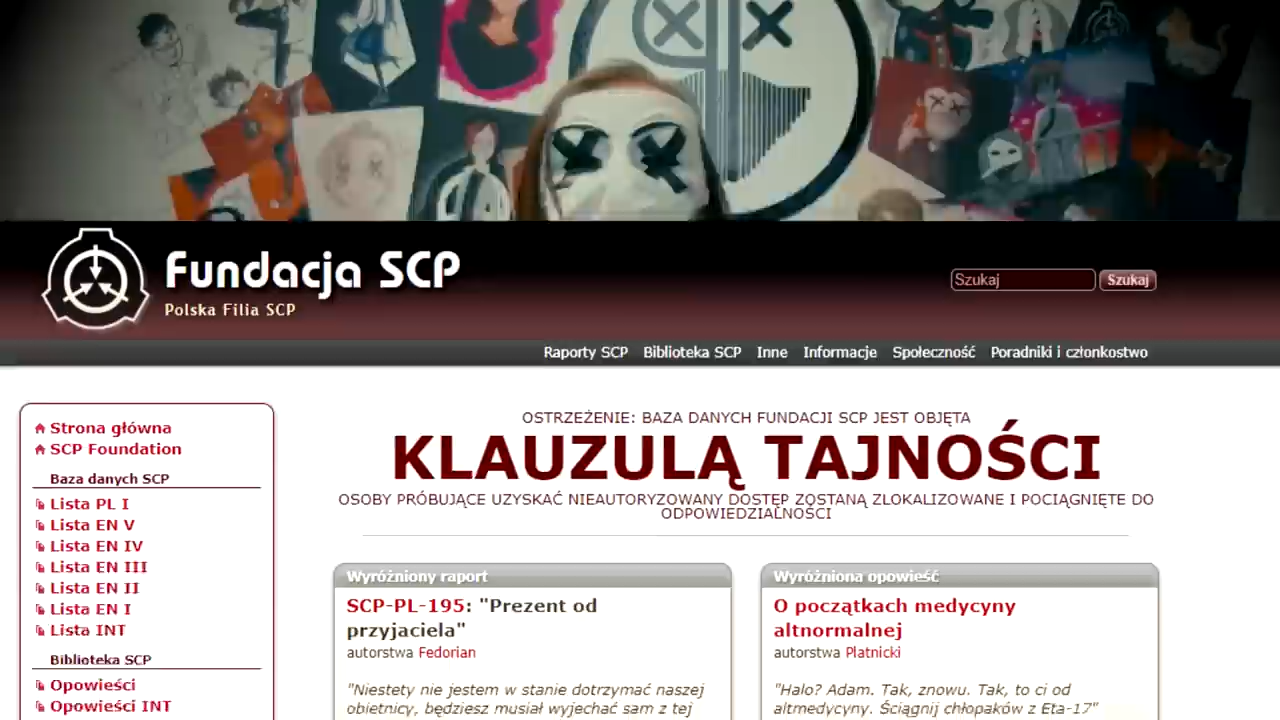 Fundacja SCP
Polska Filia SCP
Szukaj Szukaj
Raporty SCP Biblioteka SCP Inne Informacje Społeczność Poradniki i członkostwo
Strona główna
SCP Foundation
Baza danych SCP
Lista PL I
Lista EN V
Lista EN IV
Lista EN III
Lista EN II
Lista EN I
Lista INT
Biblioteka SCP
Opowieści
Opowieści INT
OSTRZEŻENIE: BAZA DANYCH FUNDACJI SCP JEST OBJĘTA
KLAUZULĄ TAJNOŚCI
OSOBY PRÓBUJĄCE UZYSKAĆ NIEAUTORYZOWANY DOSTĘP ZOSTANĄ ZLOKALIZOWANE I POCIĄGNIĘTE DO
ODPOWIEDZIALNOŚCI
Wyróżniony raport
SCP-PL-195: "Prezent od
przyjaciela"
autorstwa Fedorian
"Niestety nie jestem w stanie dotrzymać naszej
obietnicy, będziesz musiał wyjechać sam z tej
Wyróżniona opowieść
O początkach medycyny
altnormalnej
autorstwa Platnicki
"Halo? Adam. Tak, znowu. Tak, to ci od
altmedycyny. Ściągnij chłopaków z Eta-17"